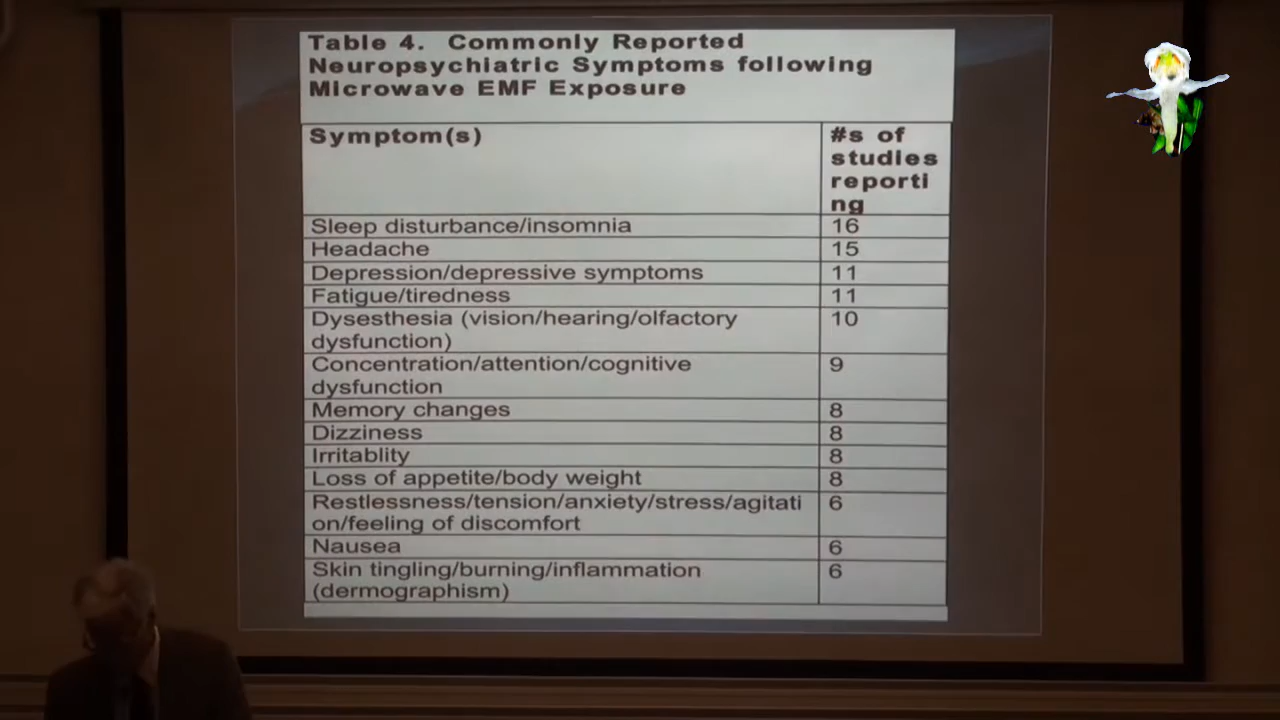 Table 4. Commonly Reported
Neuropsychiatric Symptoms following
Microwave EMF Exposure
Symptom(s)
#s of
studies
reporti
ng
Sleep disturbance/insomnia 16
Headache 15
Depression/depressive symptoms 11
Fatigue/tiredness 11
Dysesthesia (vision/hearing/olfactory 10
dysfunction)
Concentration/attention/cognitive 9
dysfunction
Memory changes 8
Dizziness 8
Irritablity 8
Loss of appetite/body weight 8
Restlessness/tension/anxiety/stress/agitati 6
on/feeling of discomfort
Nausea 6
Skin tingling/burning/inflammation 6
(dermographism)